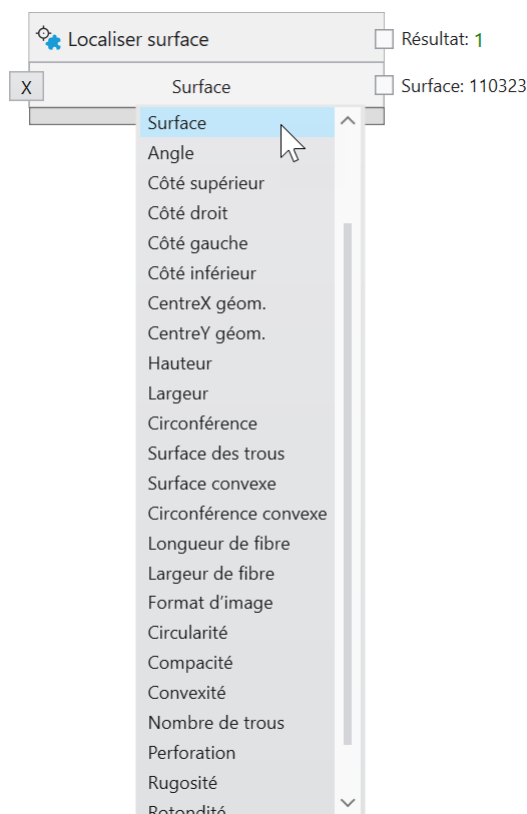 Localiser surface
Résultat: 1
X
Surface
Surface: 110323
Surface
Angle
Côté supérieur
Côté droit
Côté gauche
Côté inférieur
CentreX géom.
CentreY géom.
Hauteur
Largeur
Circonférence
Surface des trous
Surface convexe
Circonférence convexe
Longueur de fibre
Largeur de fibre
Format d’image
Circularité
Compacité
Convexité
Nombre de trous
Perforation
Rugosité
Rotondité